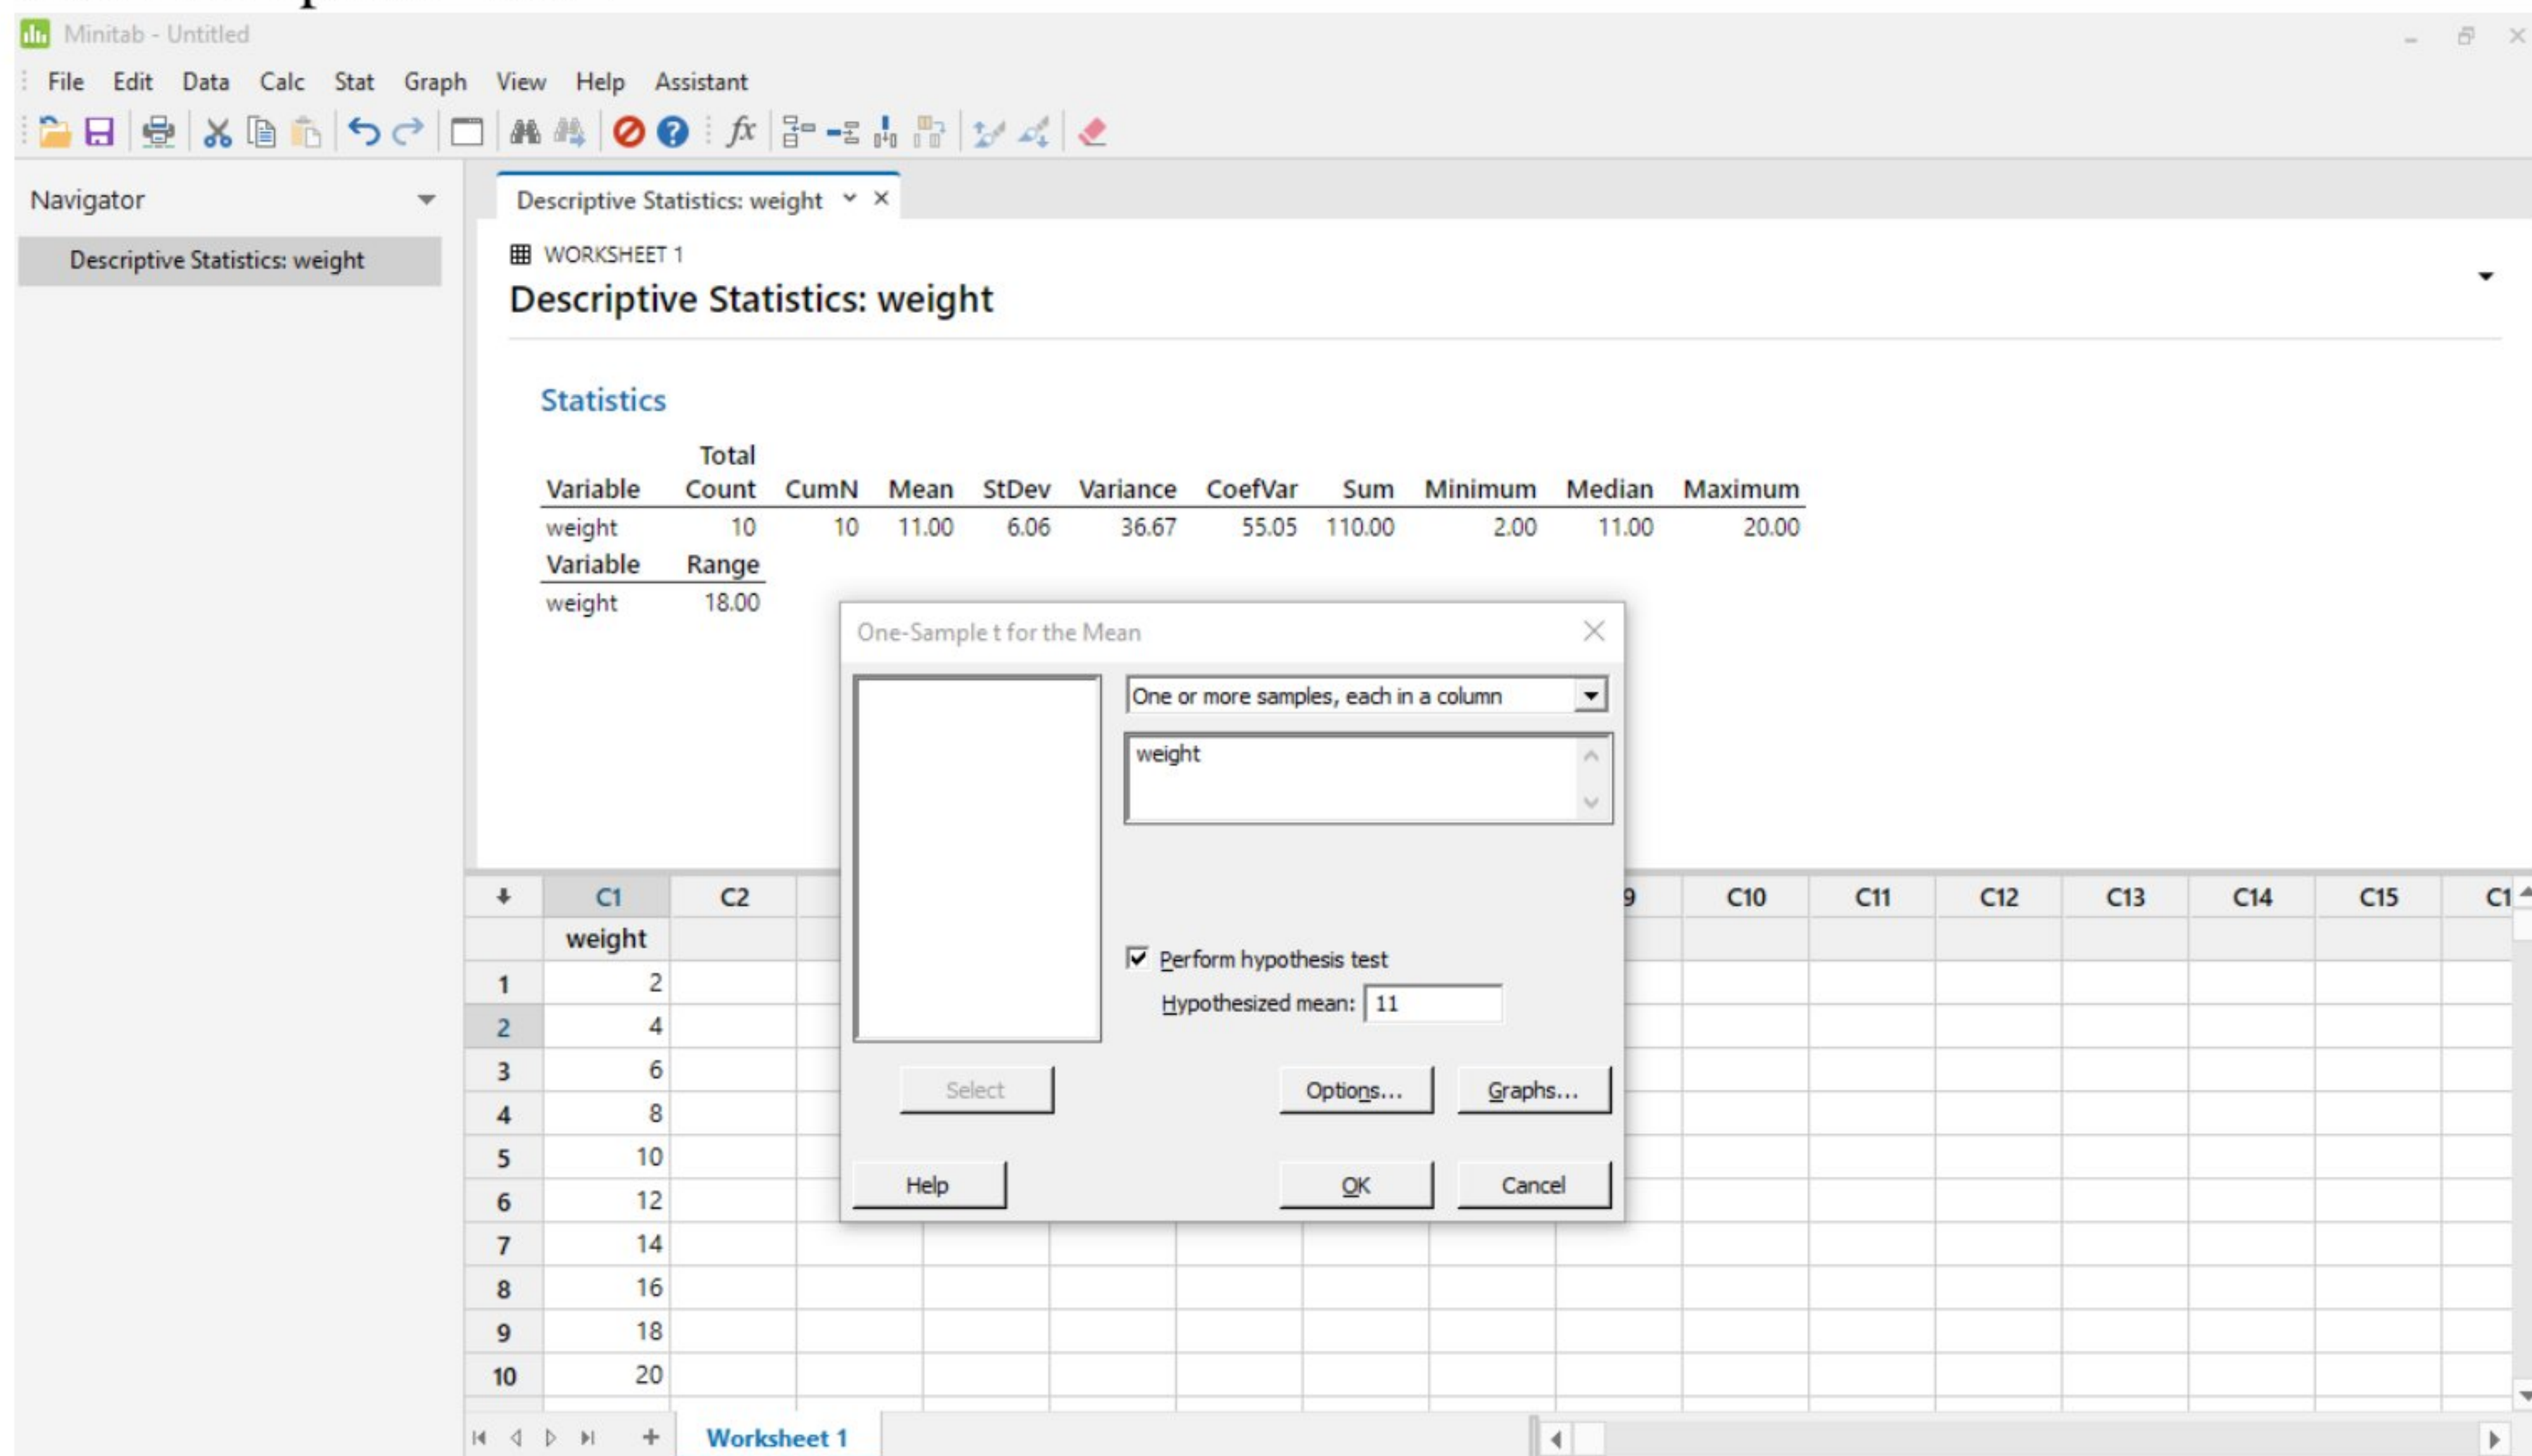 Minitab - Untitled
File Edit Data Calc Stat Graph View Help Assistant
fx
Navigator
Descriptive Statistics: weight
Descriptive Statistics: weight
WORKSHEET 1
Descriptive Statistics: weight
Statistics
Total
Variable Count CumN Mean StDev Variance CoefVar Sum Minimum Median Maximum
weight 10 10 11.00 6.06 36.67 55.05 110.00 2.00 11.00 20.00
Variable Range
weight 18.00
One-Sample t for the Mean
One or more samples, each in a column
weight
Perform hypothesis test
Hypothesized mean: 11
Select Options... Graphs...
Help OK Cancel
C1 C2 9 C10 C11 C12 C13 C14 C15 C1
weight
1 2
2 4
3 6
4 8
5 10
6 12
7 14
8 16
9 18
10 20
Worksheet 1